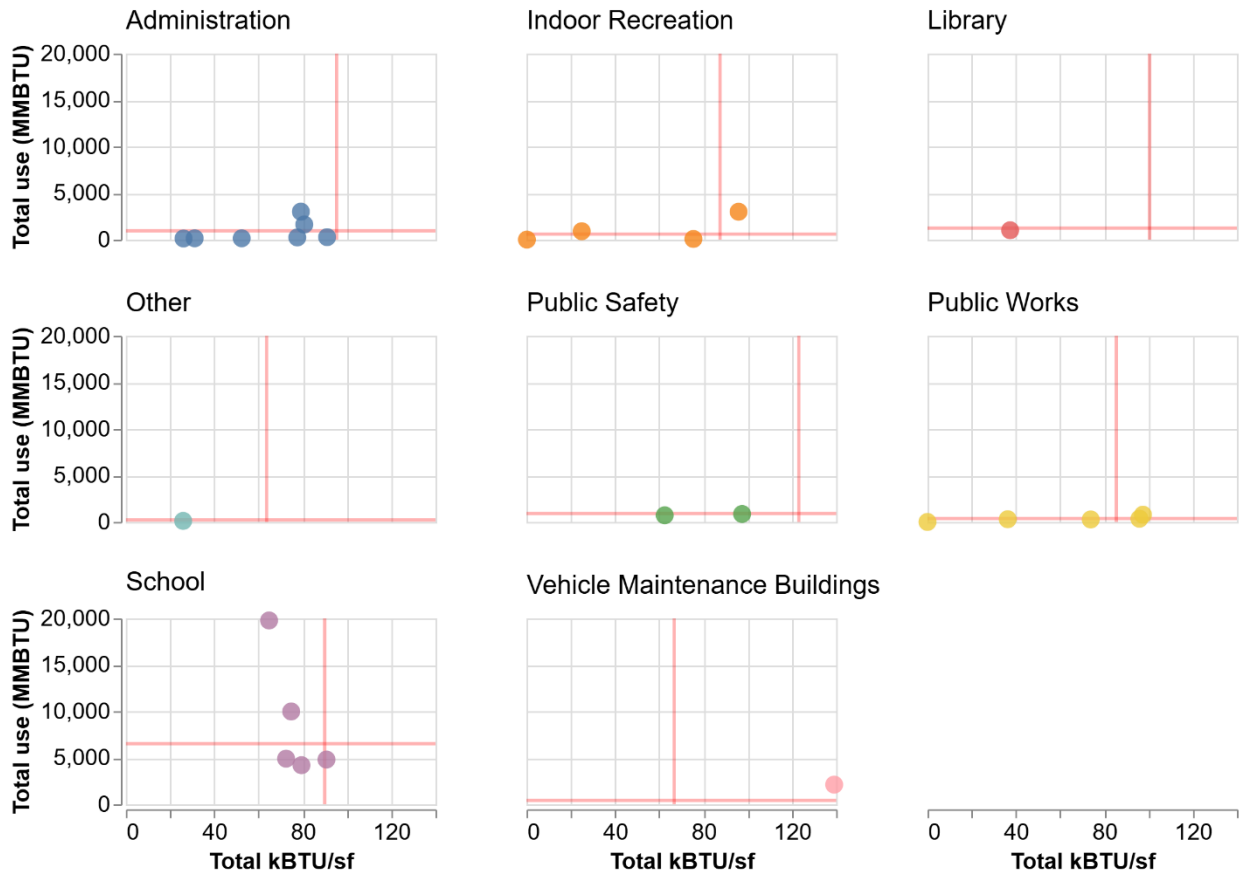 Administration
Indoor Recreation
Library
Total use (MMBTU)
20,000
15,000
10,000
5,000
0
Other
Public Safety
Public Works
Total use (MMBTU)
20,000
15,000
10,000
5,000
0
School
Vehicle Maintenance Buildings
Total use (MMBTU)
20,000
15,000
10,000
5,000
0
0 40 80 120
0 40 80 120
0 40 80 120
Total kBTU/sf
Total kBTU/sf
Total kBTU/sf